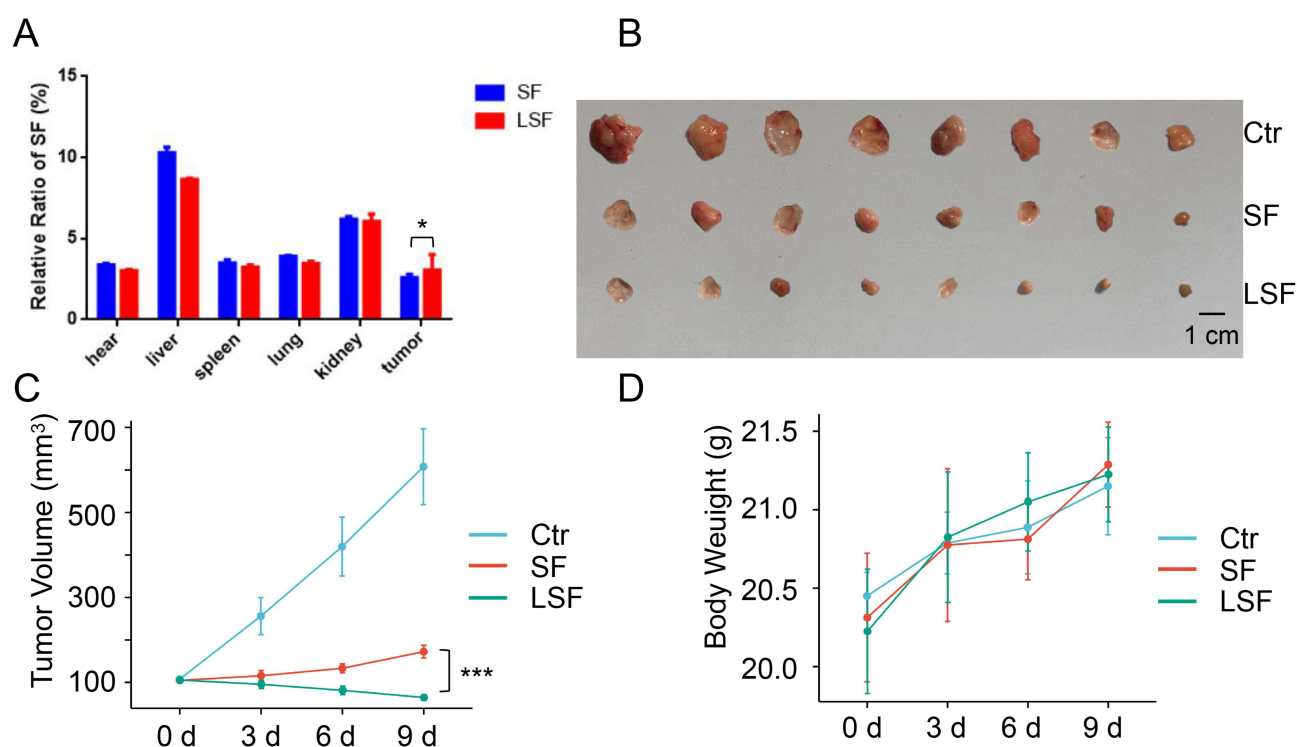 A
Relative Ratio of SF (%)
15
10
5
0
hear
liver
spleen
lung
kidney
tumor
*
SF
LSF
B
Ctr
SF
LSF
1 cm
C
Tumor Volume (mm³)
700
500
300
100
0 d
3 d
6 d
9 d
***
Ctr
SF
LSF
D
Body Weuight (g)
21.5
21.0
20.5
20.0
0 d
3 d
6 d
9 d
Ctr
SF
LSF